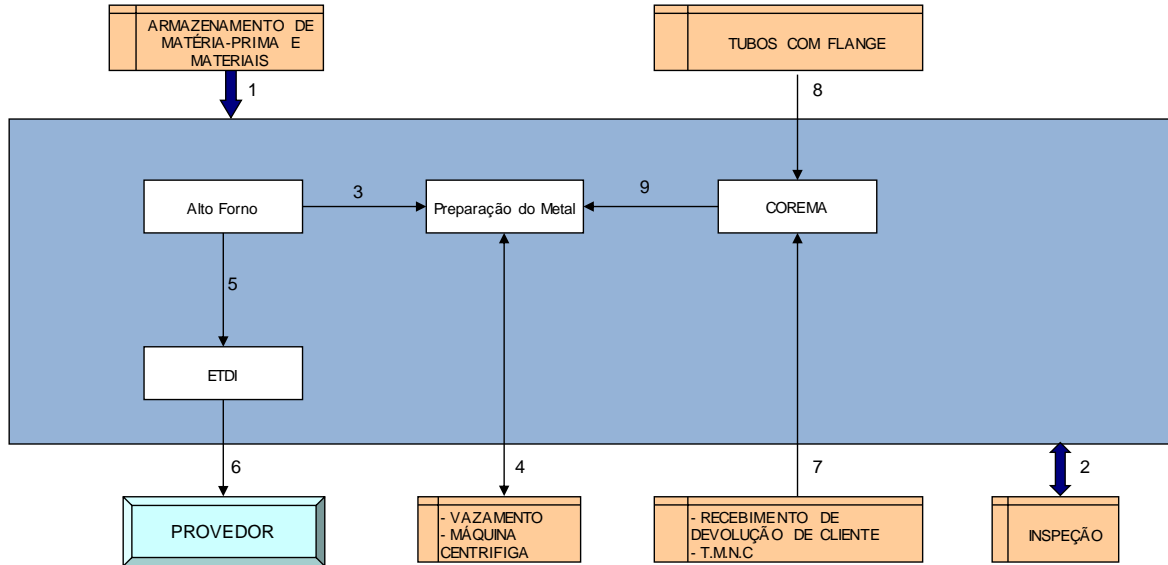 ARMAZENAMENTO DE
MATÉRIA-PRIMA E
MATERIAIS
TUBOS COM FLANGE
1
8
Alto Forno
3
Preparação do Metal
9
COREMA
5
ETDI
6
4
7
2
PROVEDOR
- VAZAMENTO
- MÁQUINA
CENTRIFIGA
- RECEBIMENTO DE
DEVOLUÇÃO DE CLIENTE
- T.M.N.C
INSPEÇÃO